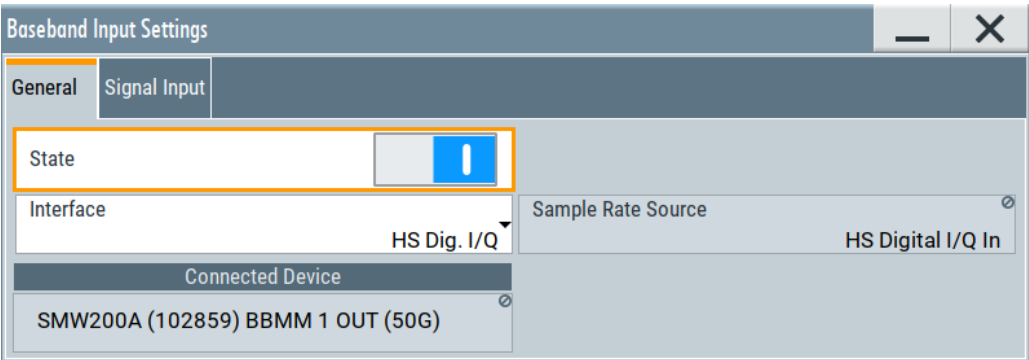 Baseband Input Settings
General
Signal Input
State
Interface
HS Dig. I/Q
Sample Rate Source
HS Digital I/Q In
Connected Device
SMW200A (102859) BBMM 1 OUT (50G)